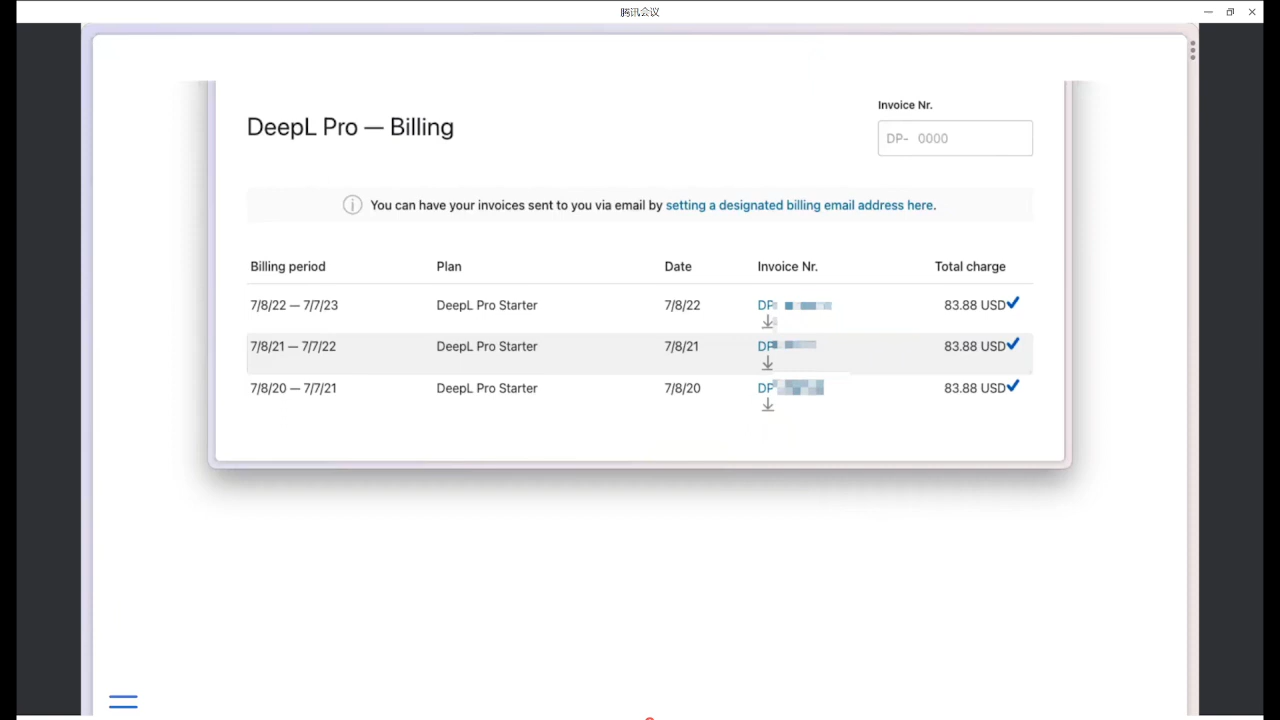 腾讯会议
Invoice Nr.
DeepL Pro — Billing
DP- 0000
You can have your invoices sent to you via email by setting a designated billing email address here.
Billing period Plan Date Invoice Nr. Total charge
7/8/22 — 7/7/23 DeepL Pro Starter 7/8/22 DP 83.88 USD
7/8/21 — 7/7/22 DeepL Pro Starter 7/8/21 DP 83.88 USD
7/8/20 — 7/7/21 DeepL Pro Starter 7/8/20 DP 83.88 USD